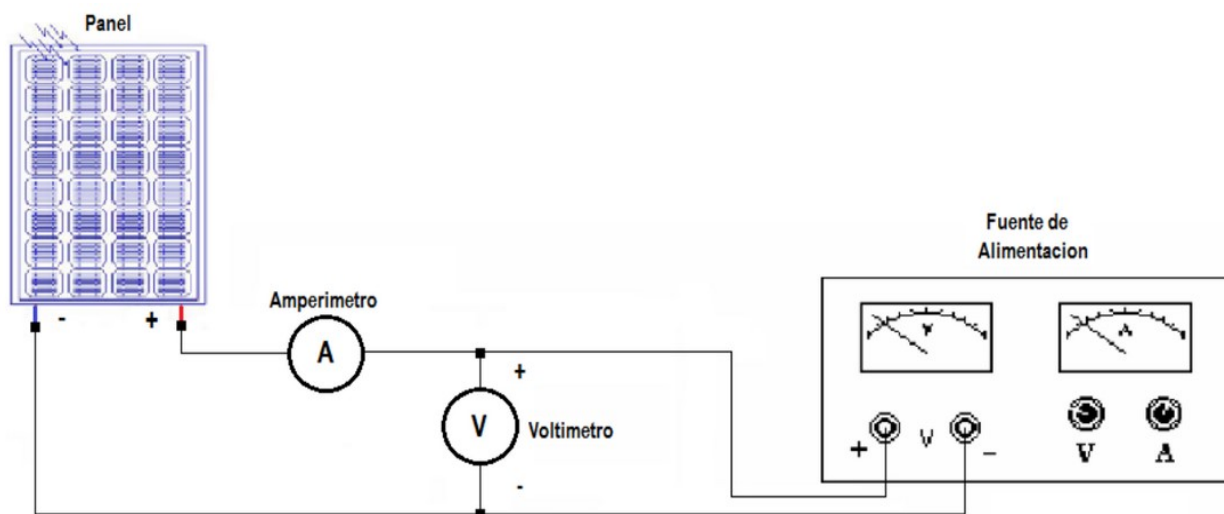 Panel
- +
Amperimetro
A
+
V
Voltimetro
-
Fuente de
Alimentacion
V
A
+ V -
V A